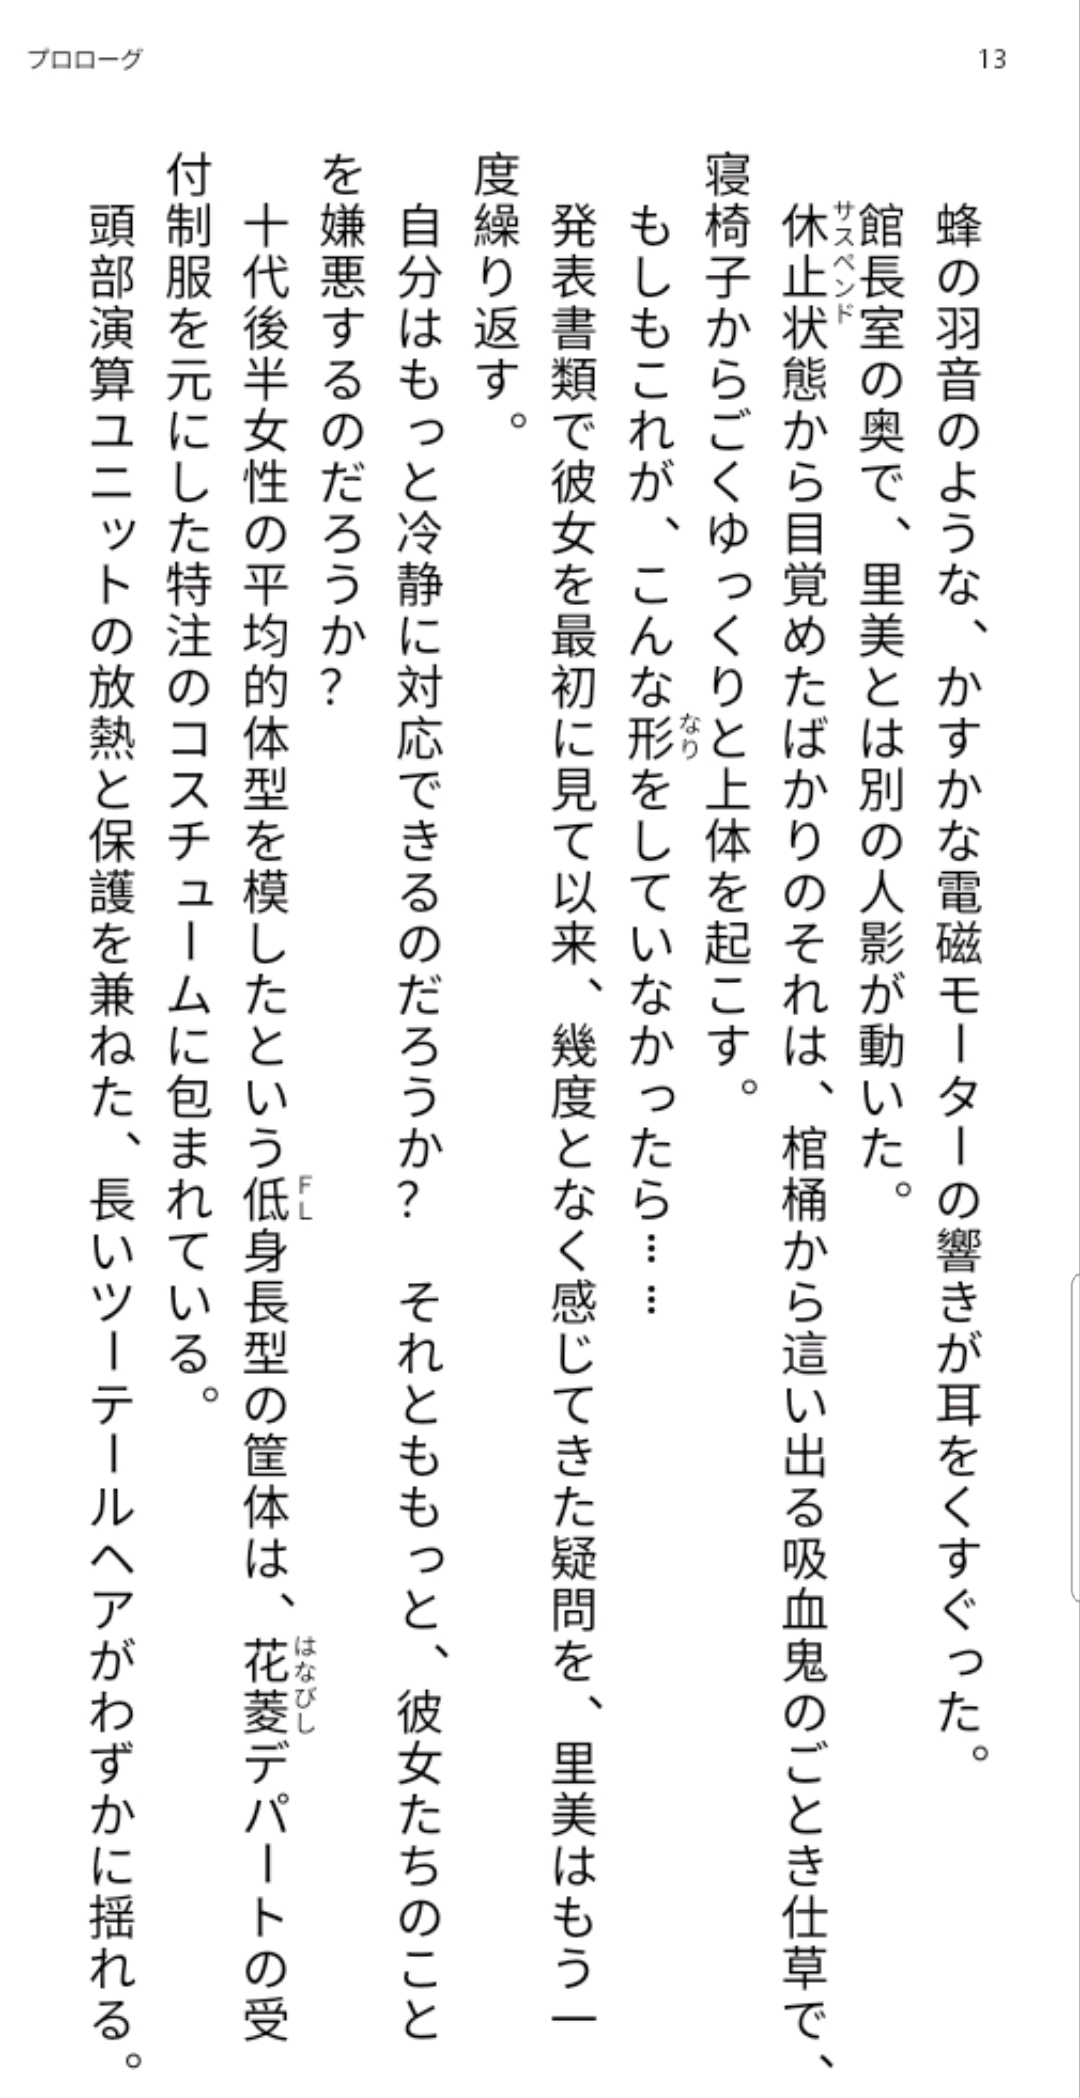 プロローグ
13
蜂の羽音のような、かすかな電磁モーターの響きが耳をくすぐった。
館長室の奥で、里美とは別の人影が動いた。
サスペンド
休止状態から目覚めたばかりのそれは、棺桶から這い出る吸血鬼のごとき仕草で、
寝椅子からごくゆっくりと上体を起こす。
なり
もしもこれが、こんな形をしていなかったら……
発表書類で彼女を最初に見て以来、幾度となく感じてきた疑問を、里美はもう一
度繰り返す。
自分はもっと冷静に対応できるのだろうか？　それとももっと、彼女たちのこと
を嫌悪するのだろうか？
FL
はなびし
十代後半女性の平均的体型を模したという低身長型の筐体は、花菱デパートの受
付制服を元にした特注のコスチュームに包まれている。
頭部演算ユニットの放熱と保護を兼ねた、長いツーテールヘアがわずかに揺れる。